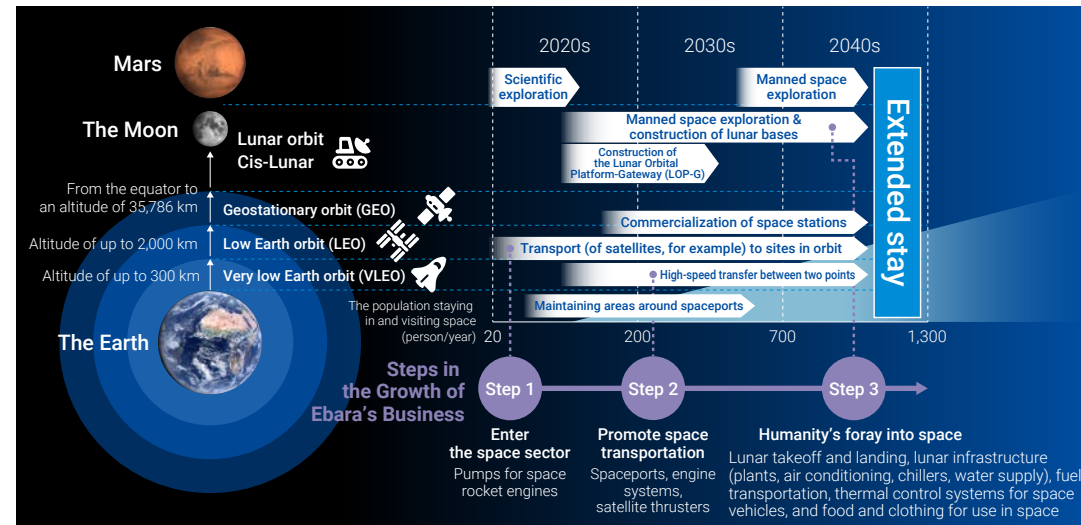 2020s
2030s
2040s
Mars
Scientific
exploration
Manned space
exploration
The Moon
Lunar orbit
Cis-Lunar
Manned space exploration &
construction of lunar bases
Construction of
the Lunar Orbital
Platform-Gateway (LOP-G)
Extended stay
From the equator to
an altitude of 35,786 km
Geostationary orbit (GEO)
Commercialization of space stations
Altitude of up to 2,000 km
Low Earth orbit (LEO)
Transport (of satellites, for example) to sites in orbit
Altitude of up to 300 km
Very low Earth orbit (VLEO)
High-speed transfer between two points
The population staying
in and visiting space
(person/year)
Maintaining areas around spaceports
20
200
700
1,300
The Earth
Steps in
the Growth of
Ebara's Business
Step 1
Step 2
Step 3
Enter
the space sector
Pumps for space
rocket engines
Promote space
transportation
Spaceports, engine
systems,
satellite thrusters
Humanity's foray into space
Lunar takeoff and landing, lunar infrastructure
(plants, air conditioning, chillers, water supply), fuel
transportation, thermal control systems for space
vehicles, and food and clothing for use in space